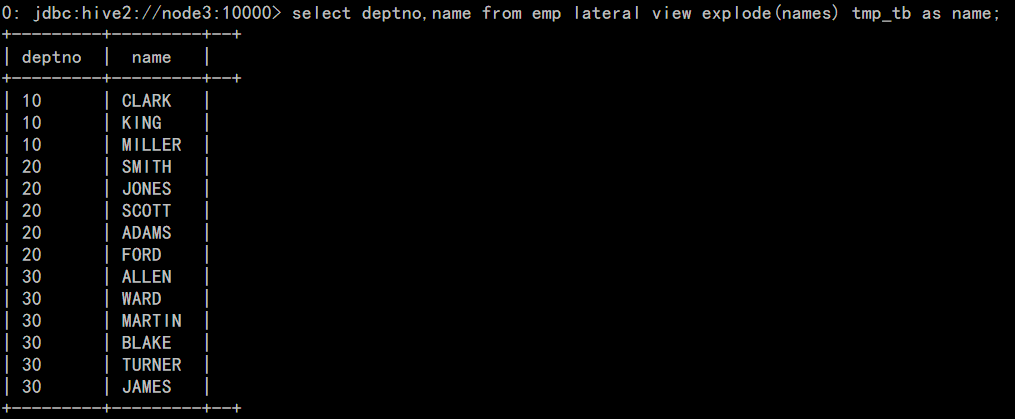 0: jdbc:hive2://node3:10000> select deptno,name from emp lateral view explode(names) tmp_tb as name;
+---------+---------+--+
| deptno  |  name   |
+---------+---------+--+
| 10      | CLARK   |
| 10      | KING    |
| 10      | MILLER  |
| 20      | SMITH   |
| 20      | JONES   |
| 20      | SCOTT   |
| 20      | ADAMS   |
| 20      | FORD    |
| 30      | ALLEN   |
| 30      | WARD    |
| 30      | MARTIN  |
| 30      | BLAKE   |
| 30      | TURNER  |
| 30      | JAMES   |
+---------+---------+--+